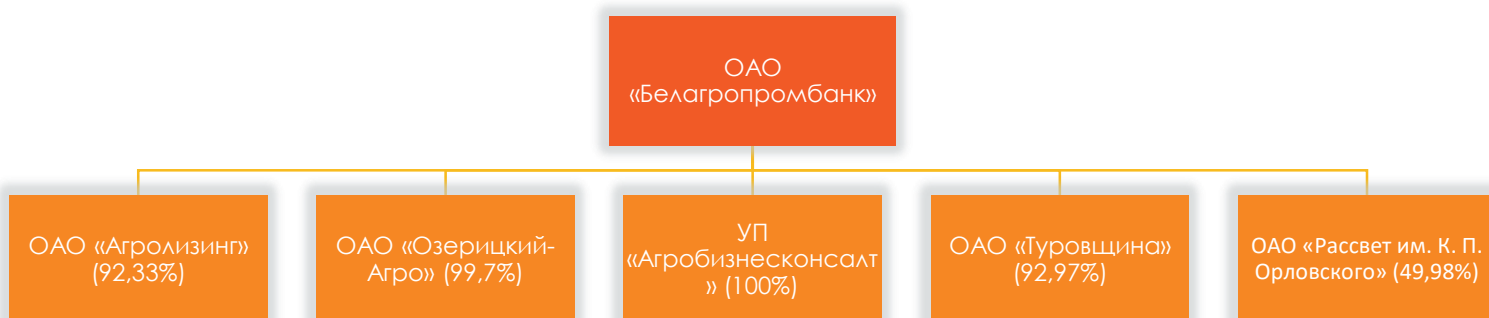 ОАО
«Белагропромбанк»
ОАО «Агролизинг»
(92,33%)
ОАО «Озерицкий-
Агро» (99,7%)
УП
«Агробизнесконсалт
» (100%)
ОАО «Туровщина»
(92,97%)
ОАО «Рассвет им. К. П.
Орловского» (49,98%)